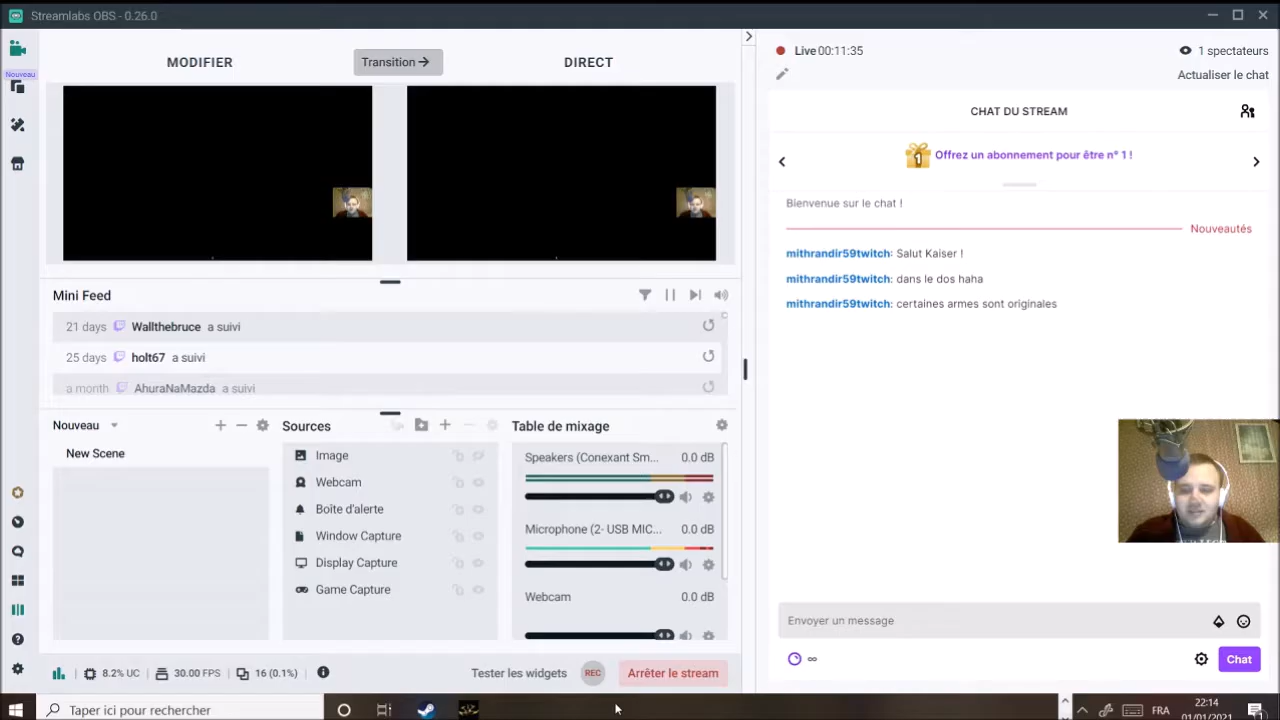 Streamlabs OBS - 0.26.0
Live 00:11:35
1 spectateurs
Actualiser le chat
Nouveau
MODIFIER
Transition
DIRECT
CHAT DU STREAM
1
Offrez un abonnement pour être n° 1 !
Bienvenue sur le chat !
Nouveautés
mithrandir59twitch: Salut Kaiser !
mithrandir59twitch: dans le dos haha
mithrandir59twitch: certaines armes sont originales
Mini Feed
21 days Wallthebruce a suivi
25 days holt67 a suivi
a month AhuraNaMazda a suivi
Nouveau
New Scene
Sources
Image
Webcam
Boîte d'alerte
Window Capture
Display Capture
Game Capture
Table de mixage
Speakers (Conexant Sm... 0.0 dB
Microphone (2- USB MIC... 0.0 dB
Webcam 0.0 dB
Envoyer un message
Chat
8.2% UC
30.00 FPS
16 (0.1%)
Tester les widgets
REC
Arrêter le stream
Taper ici pour rechercher
FRA
22:14
01/01/2021